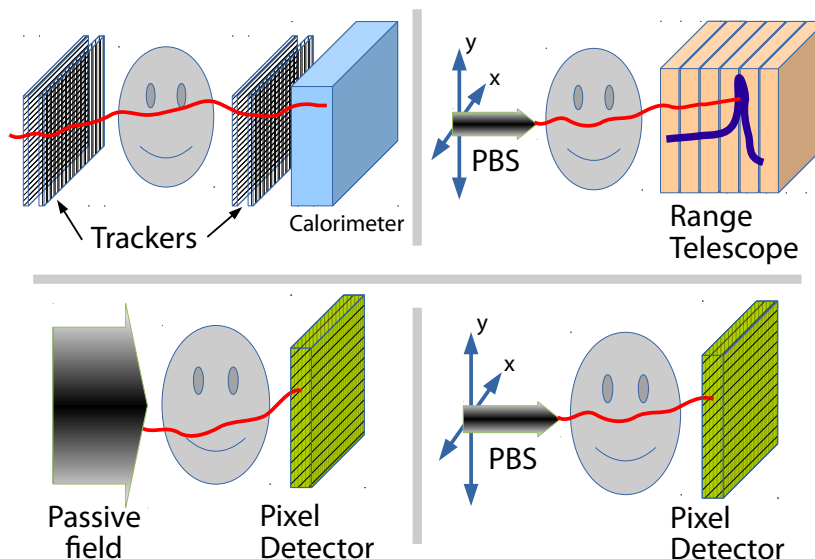 Trackers
Calorimeter
y
x
PBS
Range
Telescope
Passive
field
Pixel
Detector
y
x
PBS
Pixel
Detector